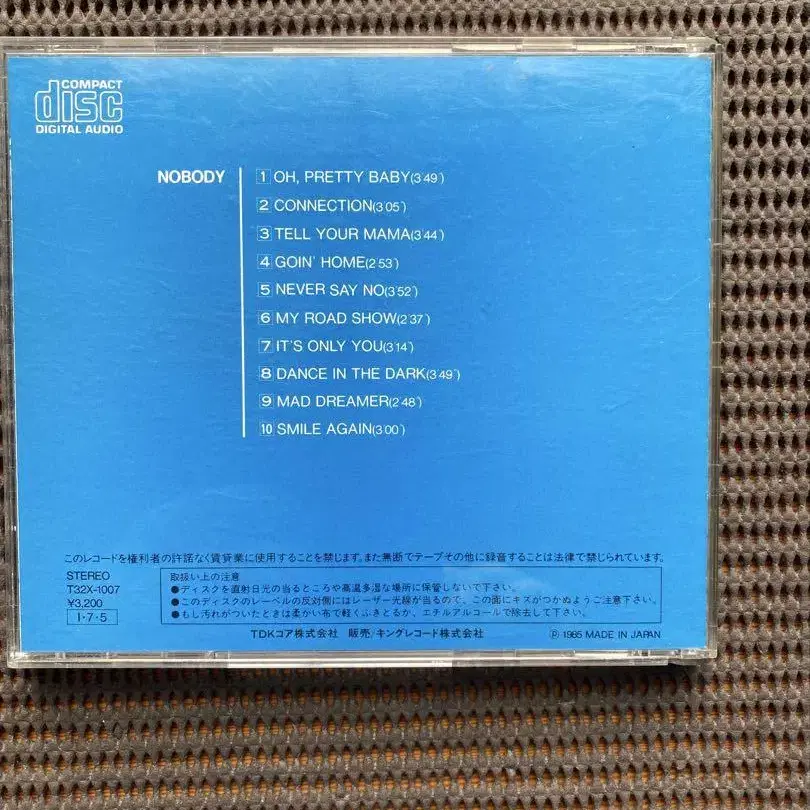 COMPACT
disc
DIGITAL AUDIO
NOBODY
1 OH, PRETTY BABY(3'49")
2 CONNECTION(3'05")
3 TELL YOUR MAMA(3'44")
4 GOIN' HOME(2'53")
5 NEVER SAY NO(3'52")
6 MY ROAD SHOW(2'37")
7 IT'S ONLY YOU(3'14")
8 DANCE IN THE DARK(3'49")
9 MAD DREAMER(2'48")
10 SMILE AGAIN(3'00")
このレコードを権利者の許諾なく賃貸業に使用することを禁じます。また無断でテープその他に録音することは法律で禁じられています。
STEREO
T32X-1007
¥3,200
I・7・5
取扱い上の注意
●ディスクを直射日光の当るところや高温多湿な場所に保管しないで下さい。
●このディスクのレーベルの反対側にはレーザー光線が当るので、この面にキズがつかぬようご注意下さい。
●もし汚れがついたときは柔かい布で軽くふきとるか、エチルアルコールで除去して下さい。
TDKコア株式会社 販売/キングレコード株式会社
Ⓟ 1985 MADE IN JAPAN